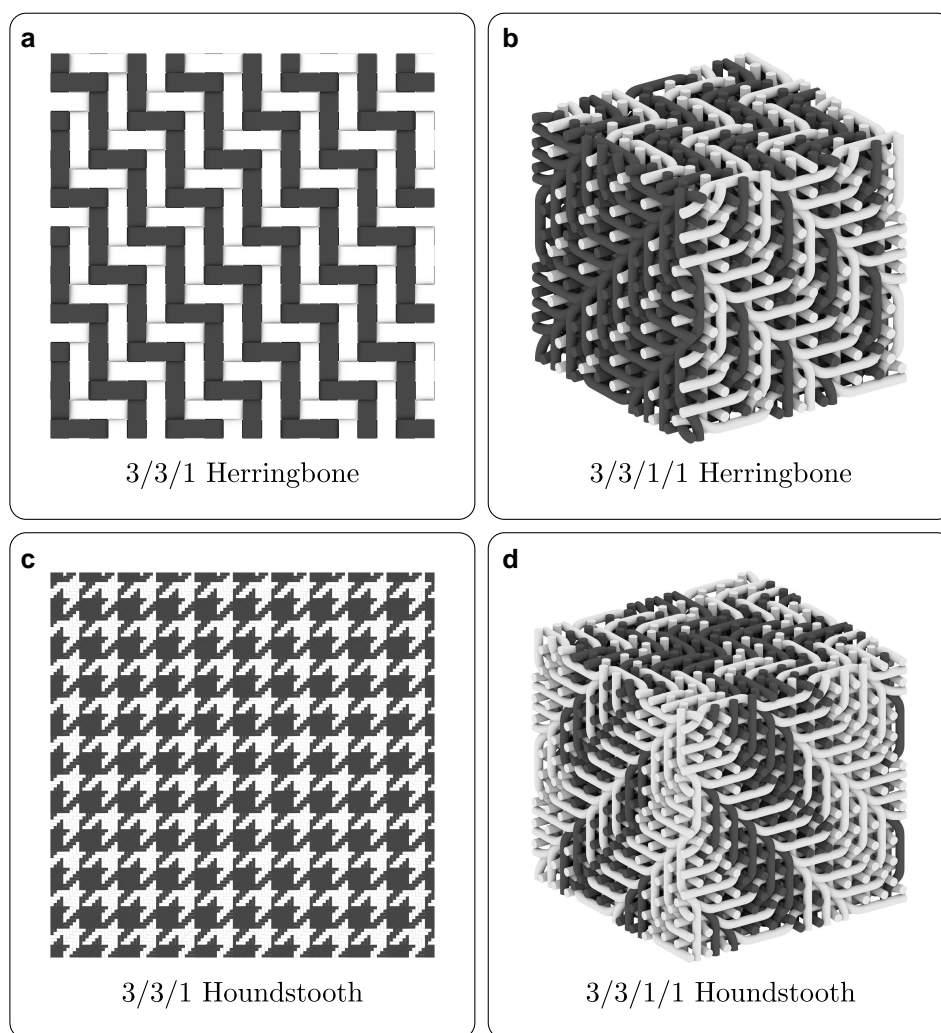 a
b
3/3/1 Herringbone
3/3/1/1 Herringbone
c
d
3/3/1 Houndstooth
3/3/1/1 Houndstooth